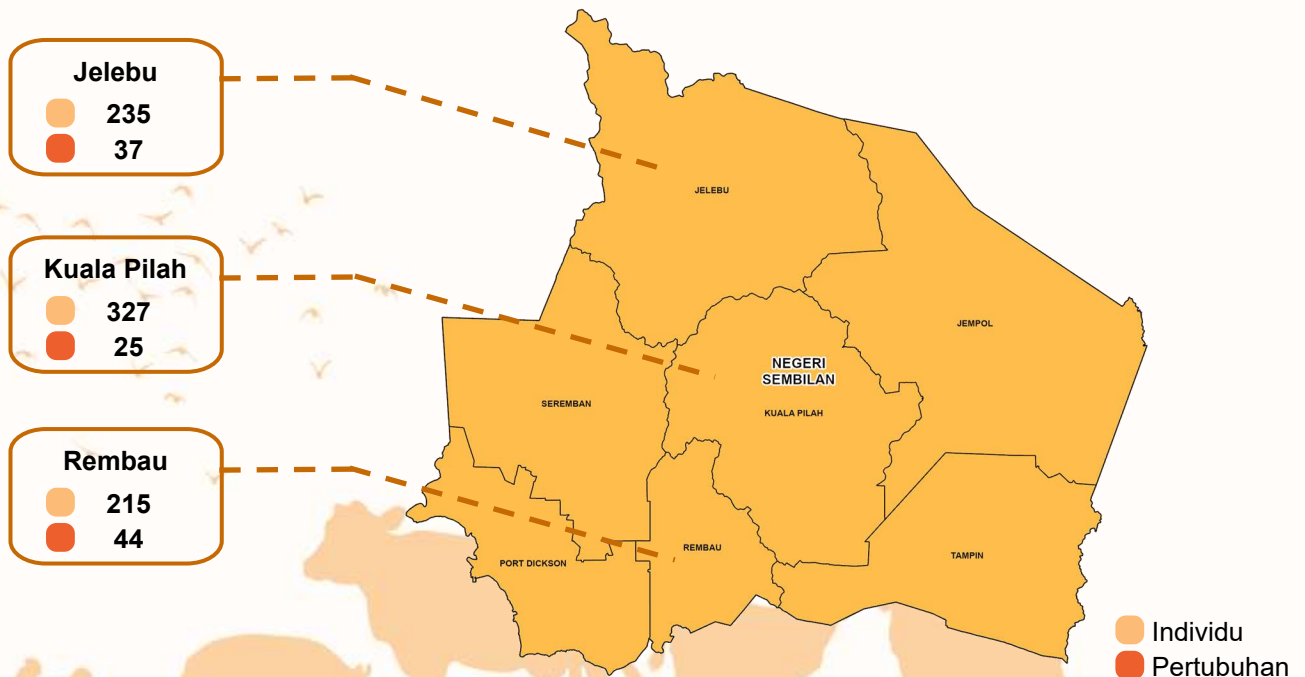 Jelebu
235
37
Kuala Pilah
327
25
Rembau
215
44
JELEBU
JEMPOL
NEGERI
SEMBILAN
SEREMBAN
KUALA PILAH
REMBAU
TAMPIN
PORT DICKSON
Individu
Pertubuhan